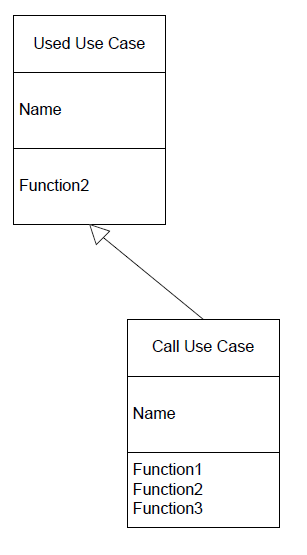 Used Use Case
Name
Function2
Call Use Case
Name
Function1
Function2
Function3